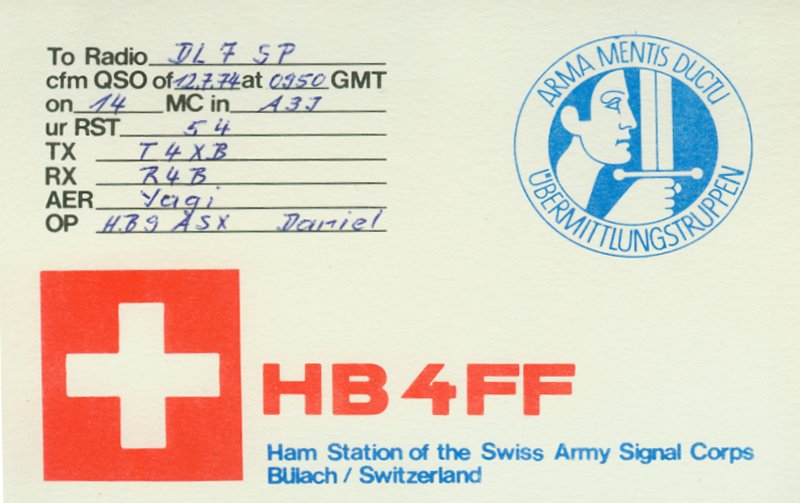 To Radio DL 7 SP
cfm QSO of 12.7.74 at 0950 GMT
on 14 MC in A3J
ur RST 54
TX T4XB
RX R4B
AER Yagi
OP HB9ASX Daniel
ARMA MENTIS DUCTU
ÜBERMITTLUNGSTRUPPEN
HB4FF
Ham Station of the Swiss Army Signal Corps
Bülach / Switzerland